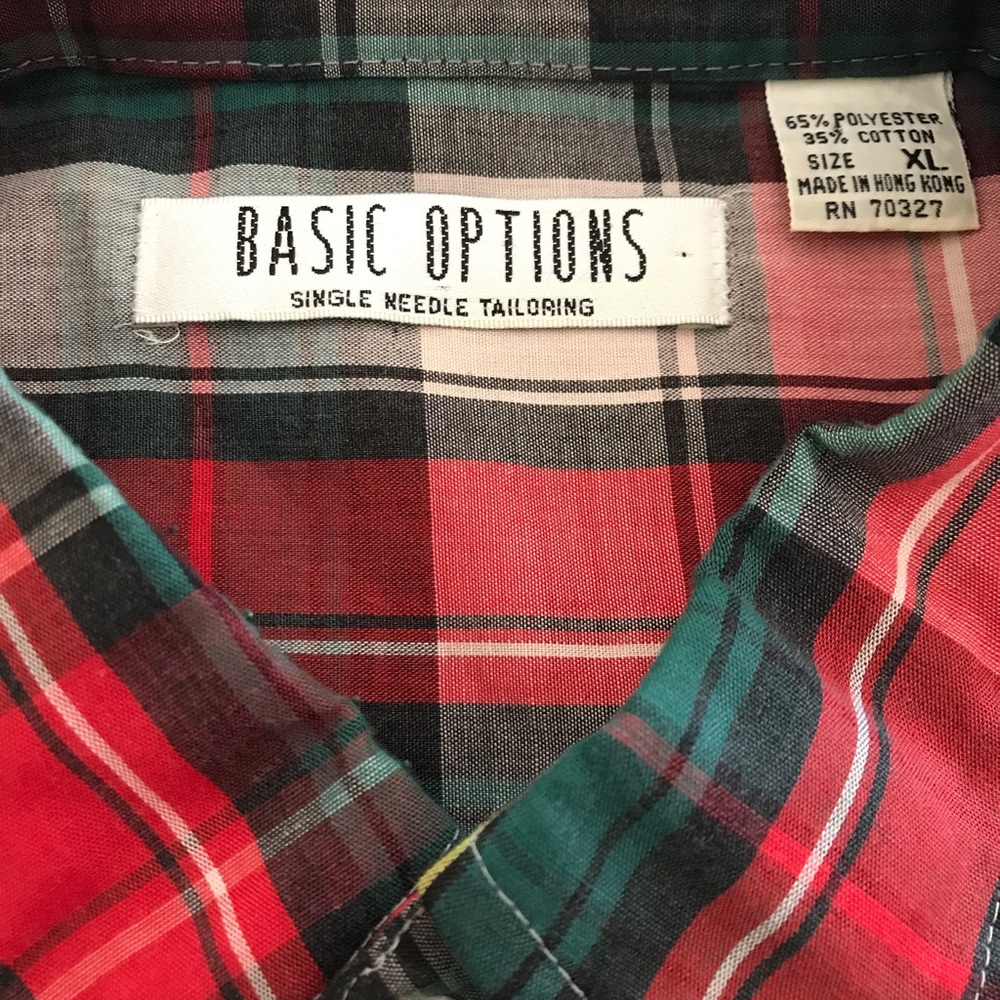 BASIC OPTIONS
SINGLE NEEDLE TAILORING
65% POLYESTER
35% COTTON
SIZE XL
MADE IN HONG KONG
RN 70327